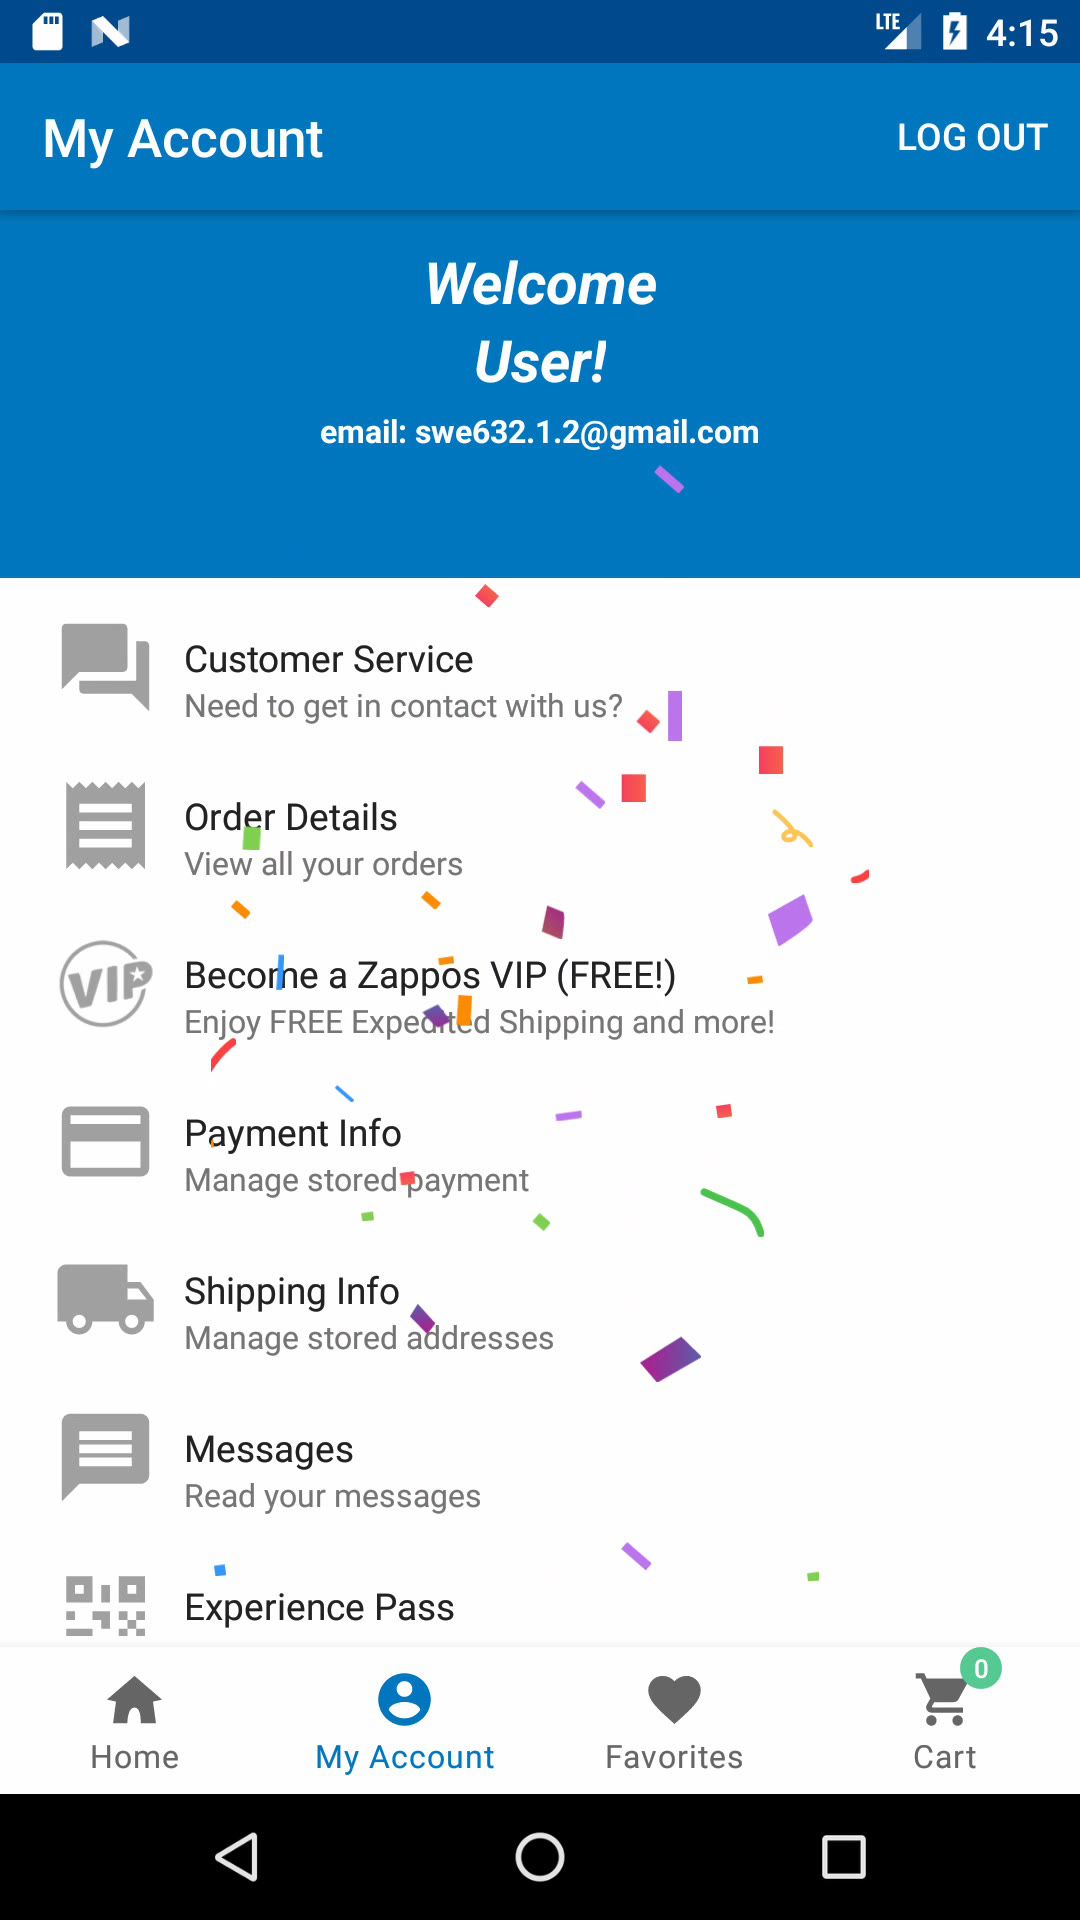 LTE 4:15
My Account LOG OUT
Welcome
User!
email: swe632.1.2@gmail.com
Customer Service
Need to get in contact with us?
Order Details
View all your orders
VIP
Become a Zappos VIP (FREE!)
Enjoy FREE Expedited Shipping and more!
Payment Info
Manage stored payment
Shipping Info
Manage stored addresses
Messages
Read your messages
Experience Pass
0
Home My Account Favorites Cart